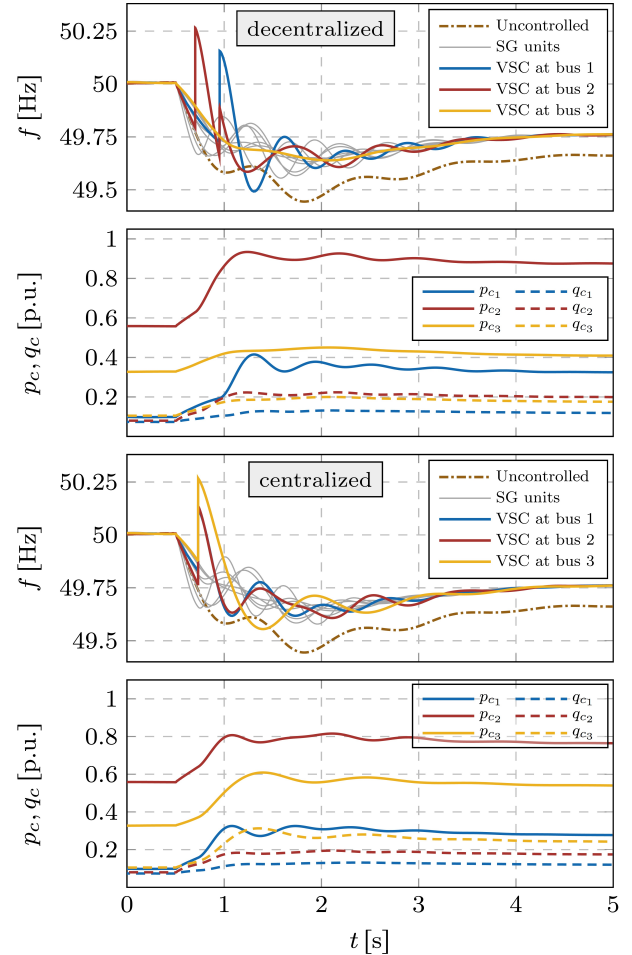 decentralized
Uncontrolled
SG units
VSC at bus 1
VSC at bus 2
VSC at bus 3
50.25
50
49.75
49.5
f [Hz]
1
0.8
0.6
0.4
0.2
p_c, q_c [p.u.]
p_{c_1} q_{c_1}
p_{c_2} q_{c_2}
p_{c_3} q_{c_3}
centralized
Uncontrolled
SG units
VSC at bus 1
VSC at bus 2
VSC at bus 3
50.25
50
49.75
49.5
f [Hz]
1
0.8
0.6
0.4
0.2
p_c, q_c [p.u.]
p_{c_1} q_{c_1}
p_{c_2} q_{c_2}
p_{c_3} q_{c_3}
0 1 2 3 4 5
t [s]